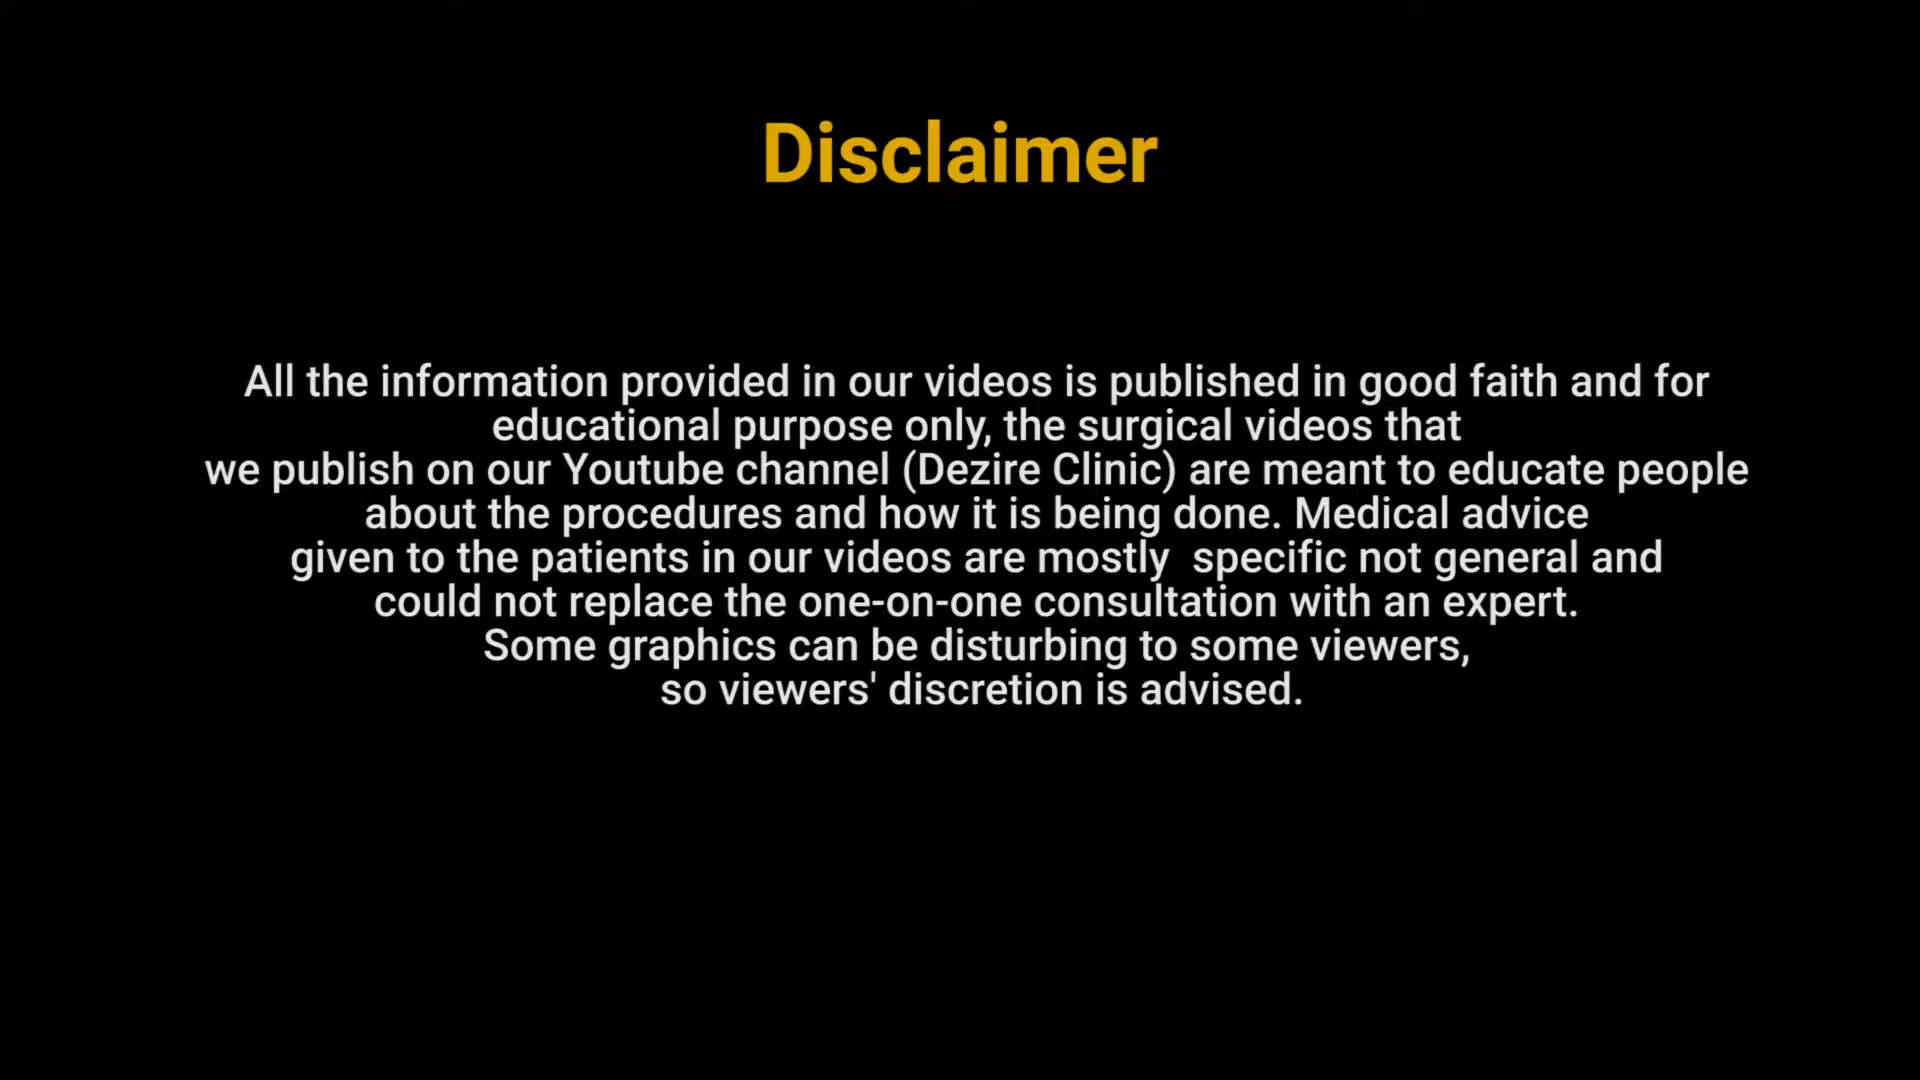 Disclaimer
All the information provided in our videos is published in good faith and for
educational purpose only, the surgical videos that
we publish on our Youtube channel (Dezire Clinic) are meant to educate people
about the procedures and how it is being done. Medical advice
given to the patients in our videos are mostly  specific not general and
could not replace the one-on-one consultation with an expert.
Some graphics can be disturbing to some viewers,
so viewers' discretion is advised.